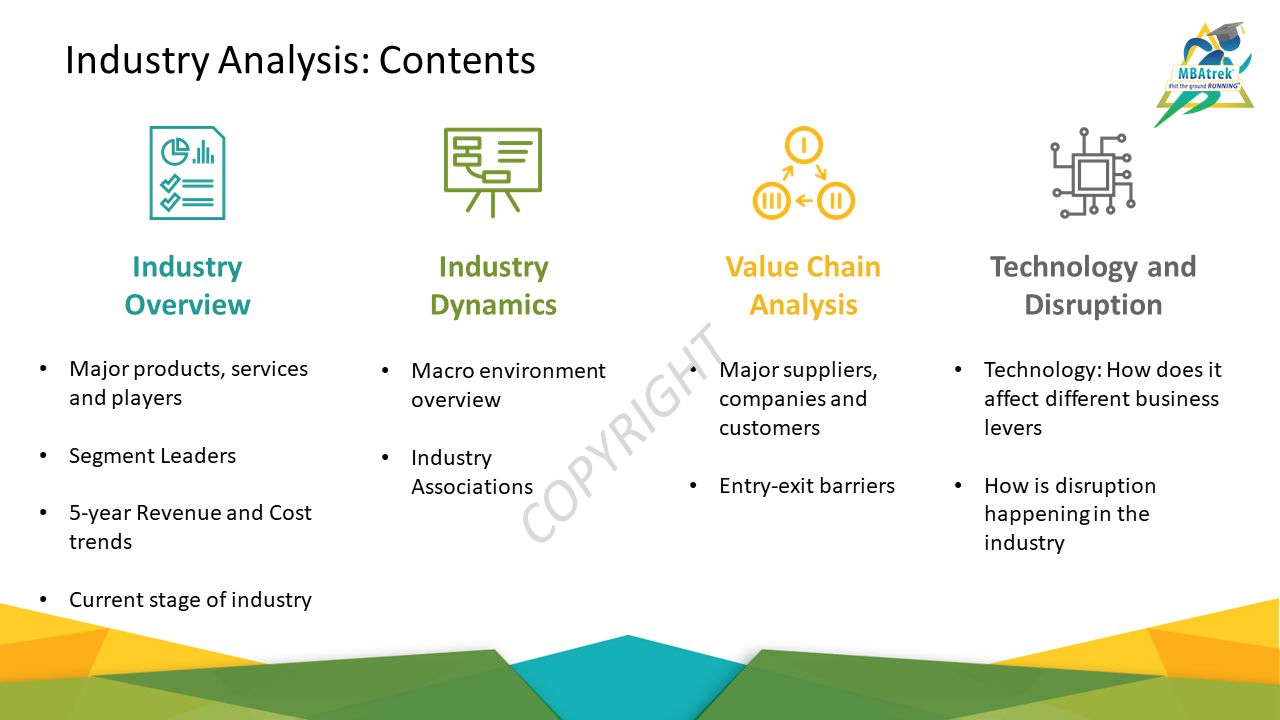 Industry Analysis: Contents
MBAtrek
#hit the ground RUNNING
I
III
II
Industry
Overview
• Major products, services
and players
• Segment Leaders
• 5-year Revenue and Cost
trends
• Current stage of industry
Industry
Dynamics
• Macro environment
overview
• Industry
Associations
Value Chain
Analysis
• Major suppliers,
companies and
customers
• Entry-exit barriers
Technology and
Disruption
• Technology: How does it
affect different business
levers
• How is disruption
happening in the
industry
COPYRIGHT